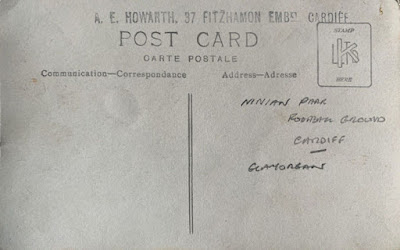 A. E. HOWARTH, 37 FITZHAMON EMBT CARDIFF
POST CARD
CARTE POSTALE
Communication—Correspondance
Address—Adresse
STAMP
HERE
NINIAN PARK
FOOTBALL GROUND
CARDIFF
GLAMORGAN